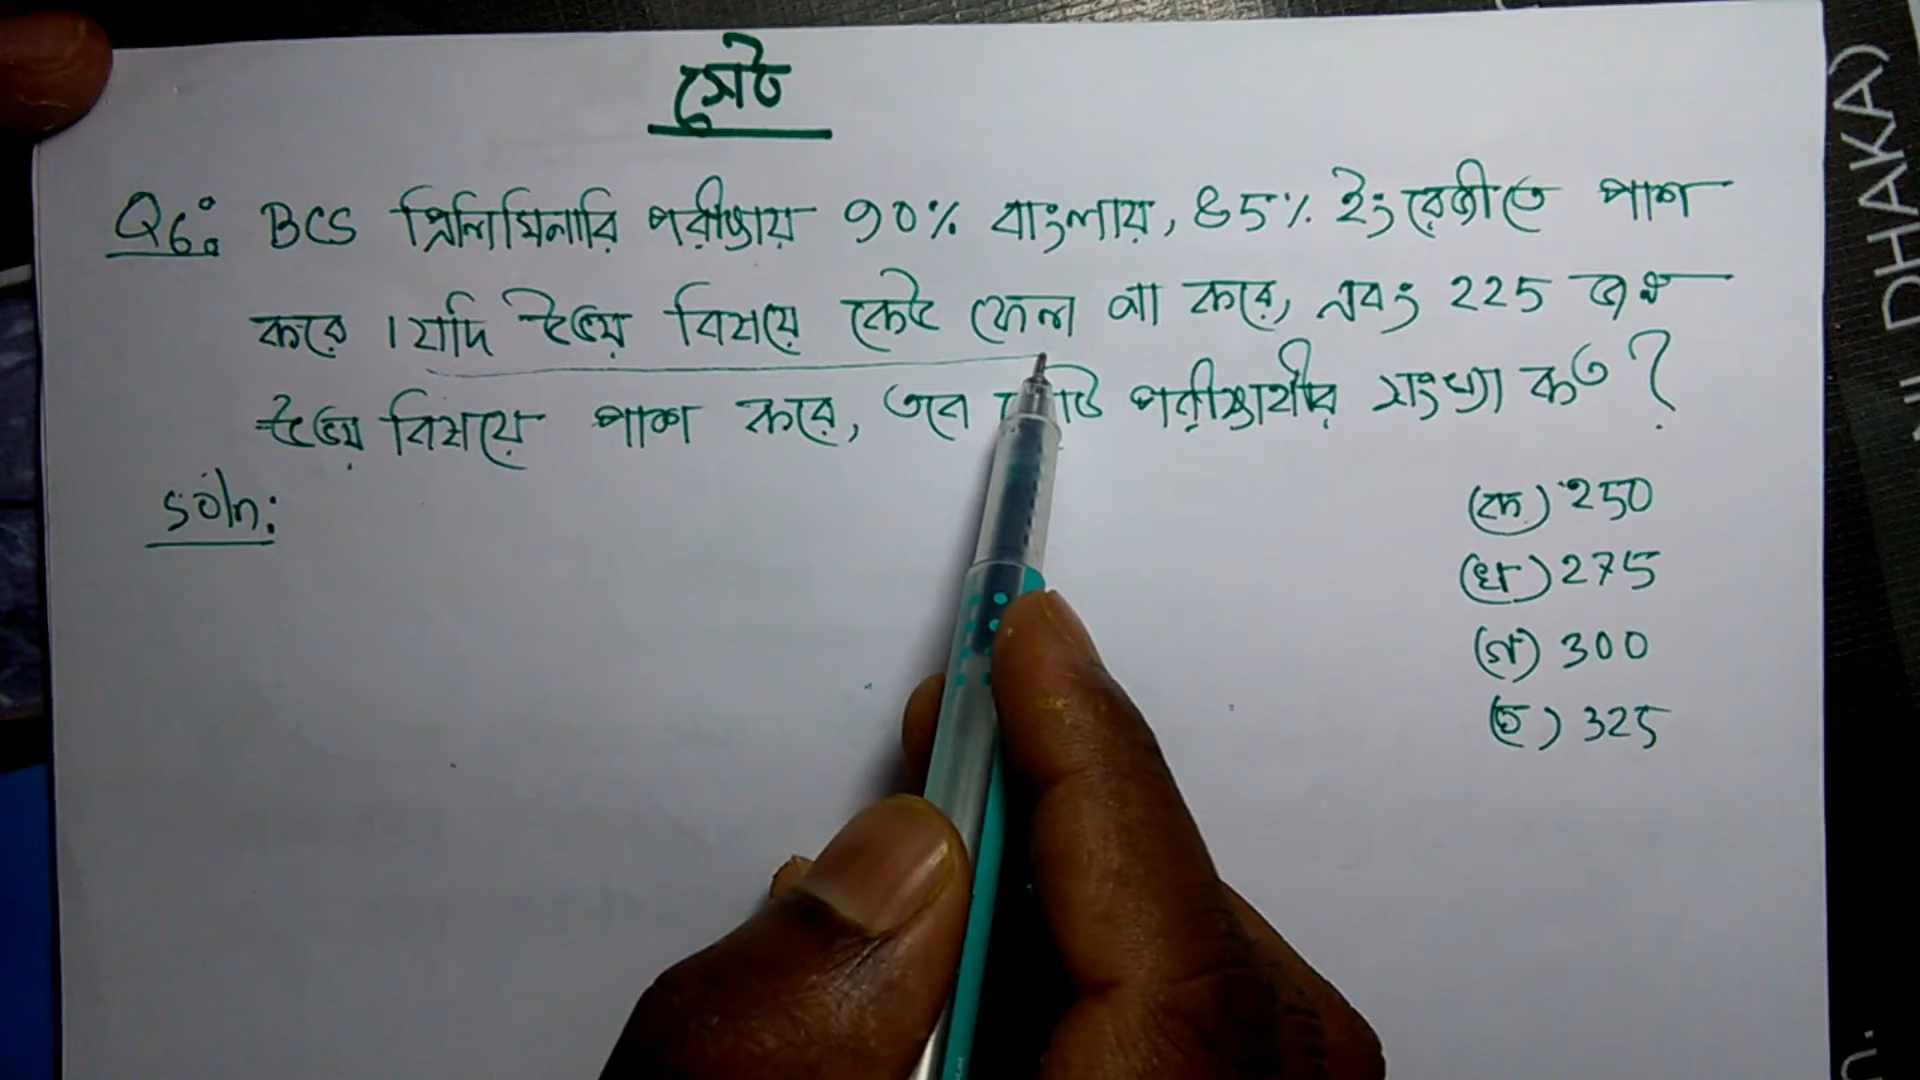 সেট
Q6: BCS প্রিলিমিনারি পরীক্ষায় 90% বাংলায়, 85% ইংরেজীতে পাশ
করে। যদি উভয় বিষয়ে কেউ ফেল না করে, এবং 225 জন
উভয় বিষয়ে পাশ করে, তবে পরীক্ষার্থীর সংখ্যা কত?
Soln:
(ক) 250
(খ) 275
(গ) 300
(ঘ) 325
DHAKA)